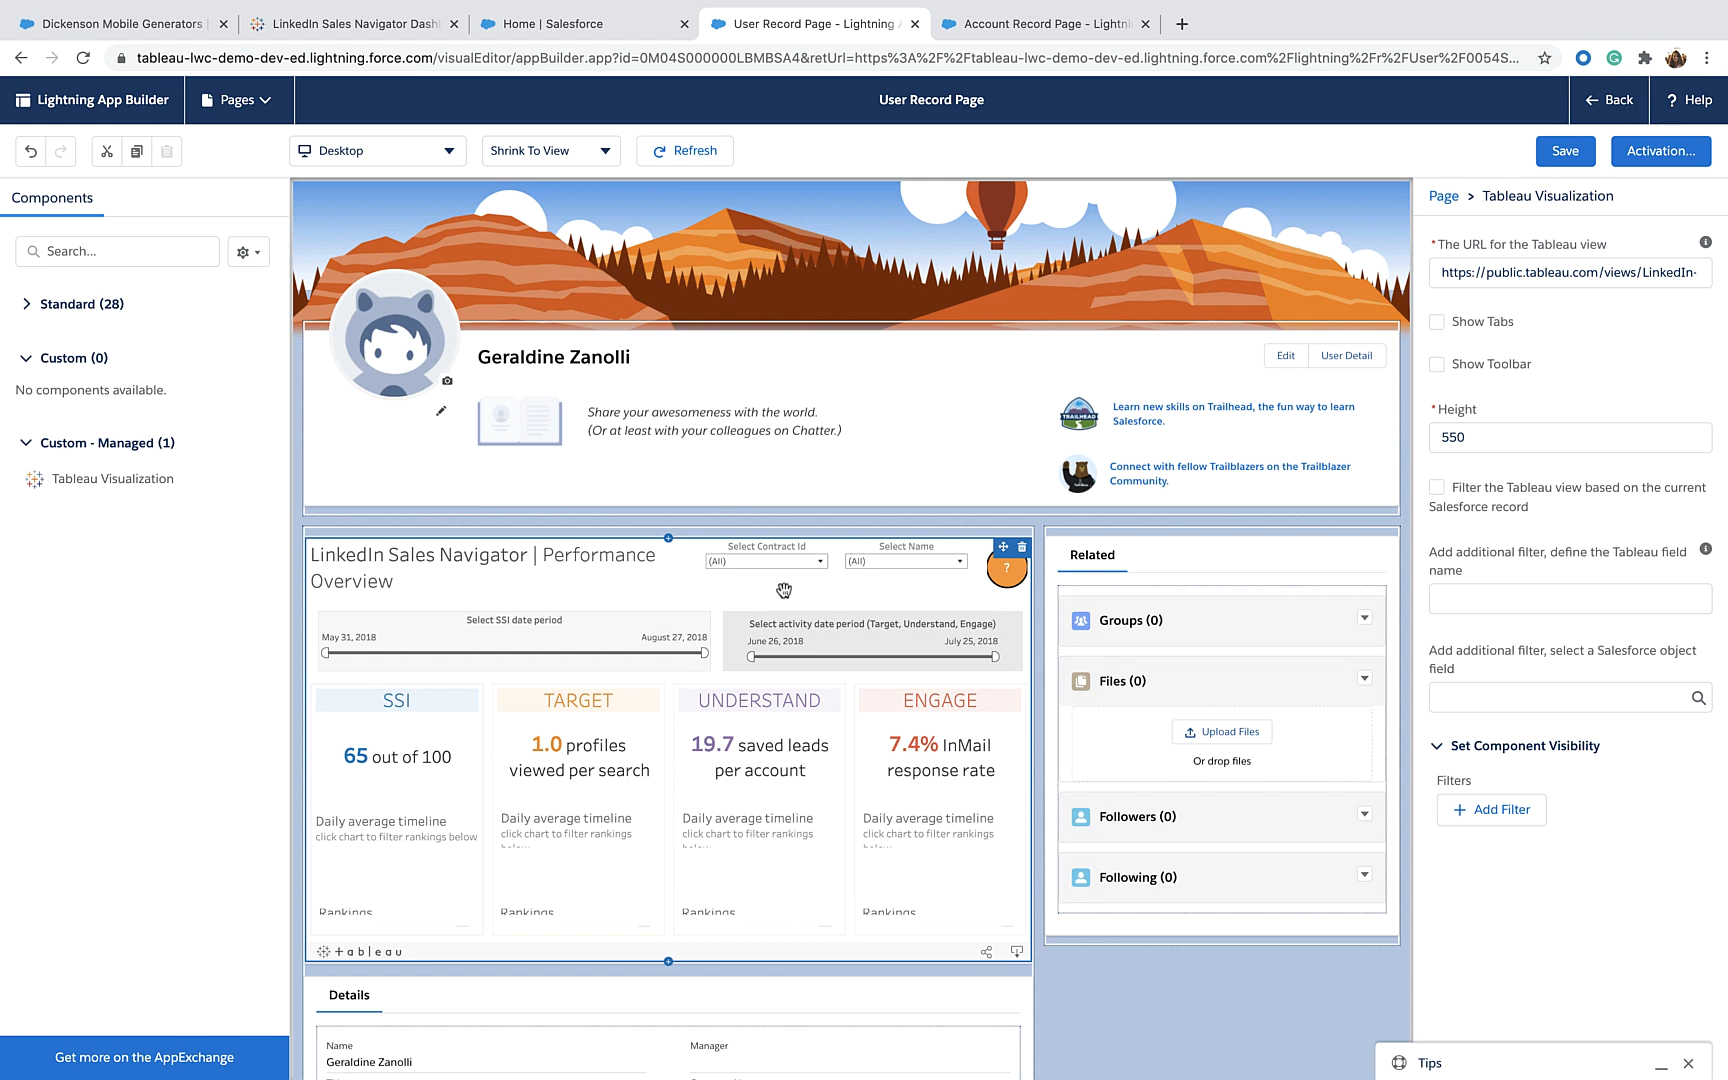 Dickenson Mobile Generators |
LinkedIn Sales Navigator Dash
Home | Salesforce
User Record Page - Lightning A
Account Record Page - Lightni
tableau-lwc-demo-dev-ed.lightning.force.com/visualEditor/appBuilder.app?id=0M04S000000LBMBSA4&retUrl=https%3A%2F%2Ftableau-lwc-demo-dev-ed.lightning.force.com%2Flightning%2Fr%2FUser%2F0054S...
Lightning App Builder
Pages
User Record Page
Back
? Help
Desktop
Shrink To View
Refresh
Save
Activation...
Components
Search...
Standard (28)
Custom (0)
No components available.
Custom - Managed (1)
Tableau Visualization
Get more on the AppExchange
Geraldine Zanolli
Edit
User Detail
Share your awesomeness with the world.
(Or at least with your colleagues on Chatter.)
TRAILHEAD
Learn new skills on Trailhead, the fun way to learn
Salesforce.
Connect with fellow Trailblazers on the Trailblazer
Community.
LinkedIn Sales Navigator | Performance
Overview
Select Contract Id
(All)
Select Name
(All)
?
Select SSI date period
May 31, 2018
August 27, 2018
Select activity date period (Target, Understand, Engage)
June 26, 2018
July 25, 2018
SSI
65 out of 100
Daily average timeline
click chart to filter rankings below
Rankings
TARGET
1.0 profiles
viewed per search
Daily average timeline
click chart to filter rankings
below
Rankings
UNDERSTAND
19.7 saved leads
per account
Daily average timeline
click chart to filter rankings
below
Rankings
ENGAGE
7.4% InMail
response rate
Daily average timeline
click chart to filter rankings
below
Rankings
+ a b l e a u
Details
Name
Geraldine Zanolli
Manager
Related
Groups (0)
Files (0)
Upload Files
Or drop files
Followers (0)
Following (0)
Page > Tableau Visualization
*The URL for the Tableau view
https://public.tableau.com/views/LinkedIn-
Show Tabs
Show Toolbar
*Height
550
Filter the Tableau view based on the current
Salesforce record
Add additional filter, define the Tableau field
name
Add additional filter, select a Salesforce object
field
Set Component Visibility
Filters
+ Add Filter
Tips